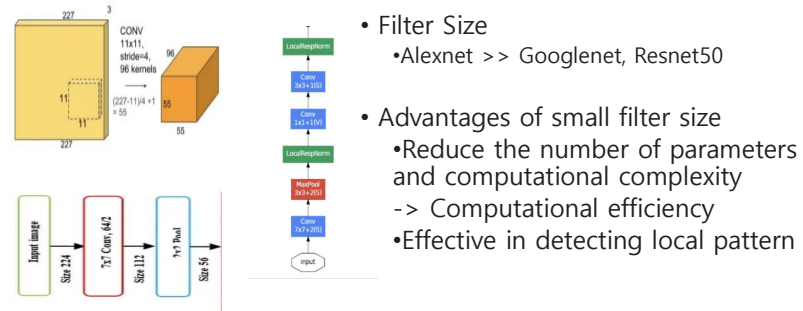 227
3
CONV
11x11,
stride=4,
96 kernels
(227-11)/4 +1
= 55
11
11
227
96
55
55
Input image
Size 224
7x7 Conv, 64/2
Size 112
2x2 Pool
Size 56
LocalRespNorm
Conv
3x3+1(S)
Conv
1x1+1(V)
LocalRespNorm
MaxPool
3x3+2(S)
Conv
7x7+2(S)
input
• Filter Size
•Alexnet >> Googlenet, Resnet50
• Advantages of small filter size
•Reduce the number of parameters
and computational complexity
-> Computational efficiency
•Effective in detecting local pattern